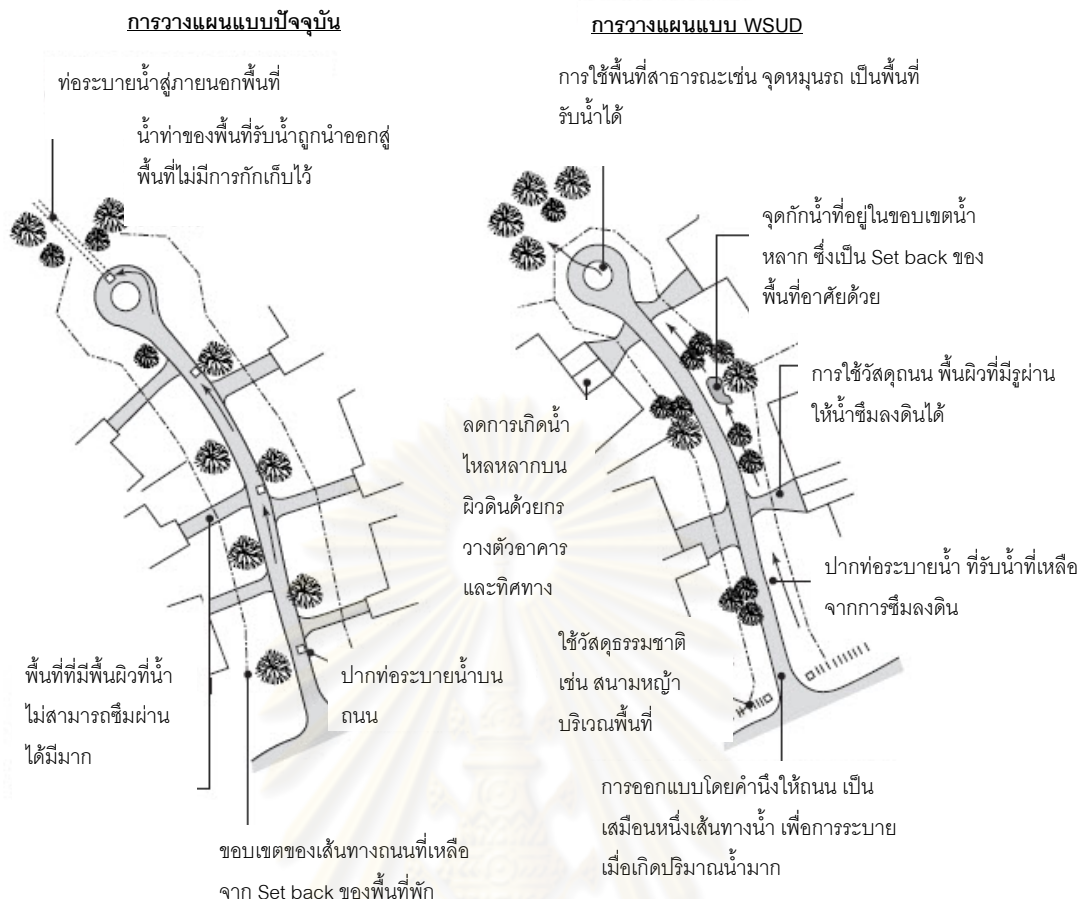 การวางแผนแบบปัจจุบัน
ท่อระบายน้ำสู่ภายนอกพื้นที่
น้ำท่าของพื้นที่รับน้ำถูกนำออกสู่
พื้นที่ไม่มีการกักเก็บไว้
พื้นที่ที่มีพื้นผิวที่น้ำ
ไม่สามารถซึมผ่าน
ได้มีมาก
ปากท่อระบายน้ำบน
ถนน
ขอบเขตของเส้นทางถนนที่เหลือ
จาก Set back ของพื้นที่พัก
การวางแผนแบบ WSUD
การใช้พื้นที่สาธารณะเช่น จุดหมุนรถ เป็นพื้นที่
รับน้ำได้
จุดกักน้ำที่อยู่ในขอบเขตน้ำ
หลาก ซึ่งเป็น Set back ของ
พื้นที่อาศัยด้วย
การใช้วัสดุถนน พื้นผิวที่มีรูผ่าน
ให้น้ำซึมลงดินได้
ลดการเกิดน้ำ
ไหลหลากบน
ผิวดินด้วยกร
วางตัวอาคาร
และทิศทาง
ปากท่อระบายน้ำ ที่รับน้ำที่เหลือ
จากการซึมลงดิน
ใช้วัสดุธรรมชาติ
เช่น สนามหญ้า
บริเวณพื้นที่
การออกแบบโดยคำนึงให้ถนน เป็น
เสมือนหนึ่งเส้นทางน้ำ เพื่อการระบาย
เมื่อเกิดปริมาณน้ำมาก